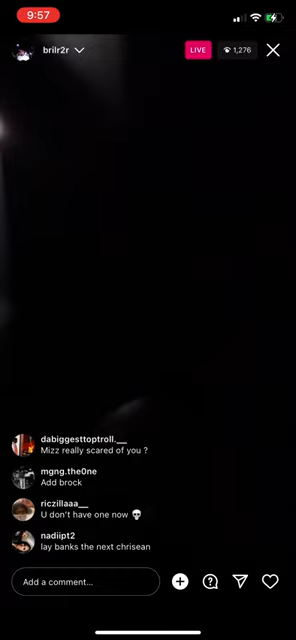 9:57
brilr2r
LIVE
1,276
dabiggesttoptroll.__
Mizz really scared of you ?
mgng.the0ne
Add brock
riczillaaa__
U don't have one now 💀
nadiipt2
lay banks the next chrisean
Add a comment...